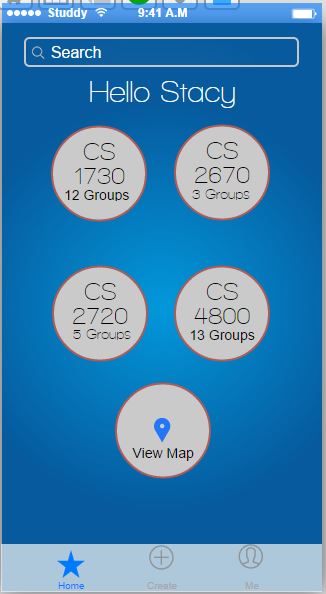 Studdy 9:41 A.M
Search
Hello Stacy
CS
1730
12 Groups
CS
2670
3 Groups
CS
2720
5 Groups
CS
4800
13 Groups
View Map
Home Create Me